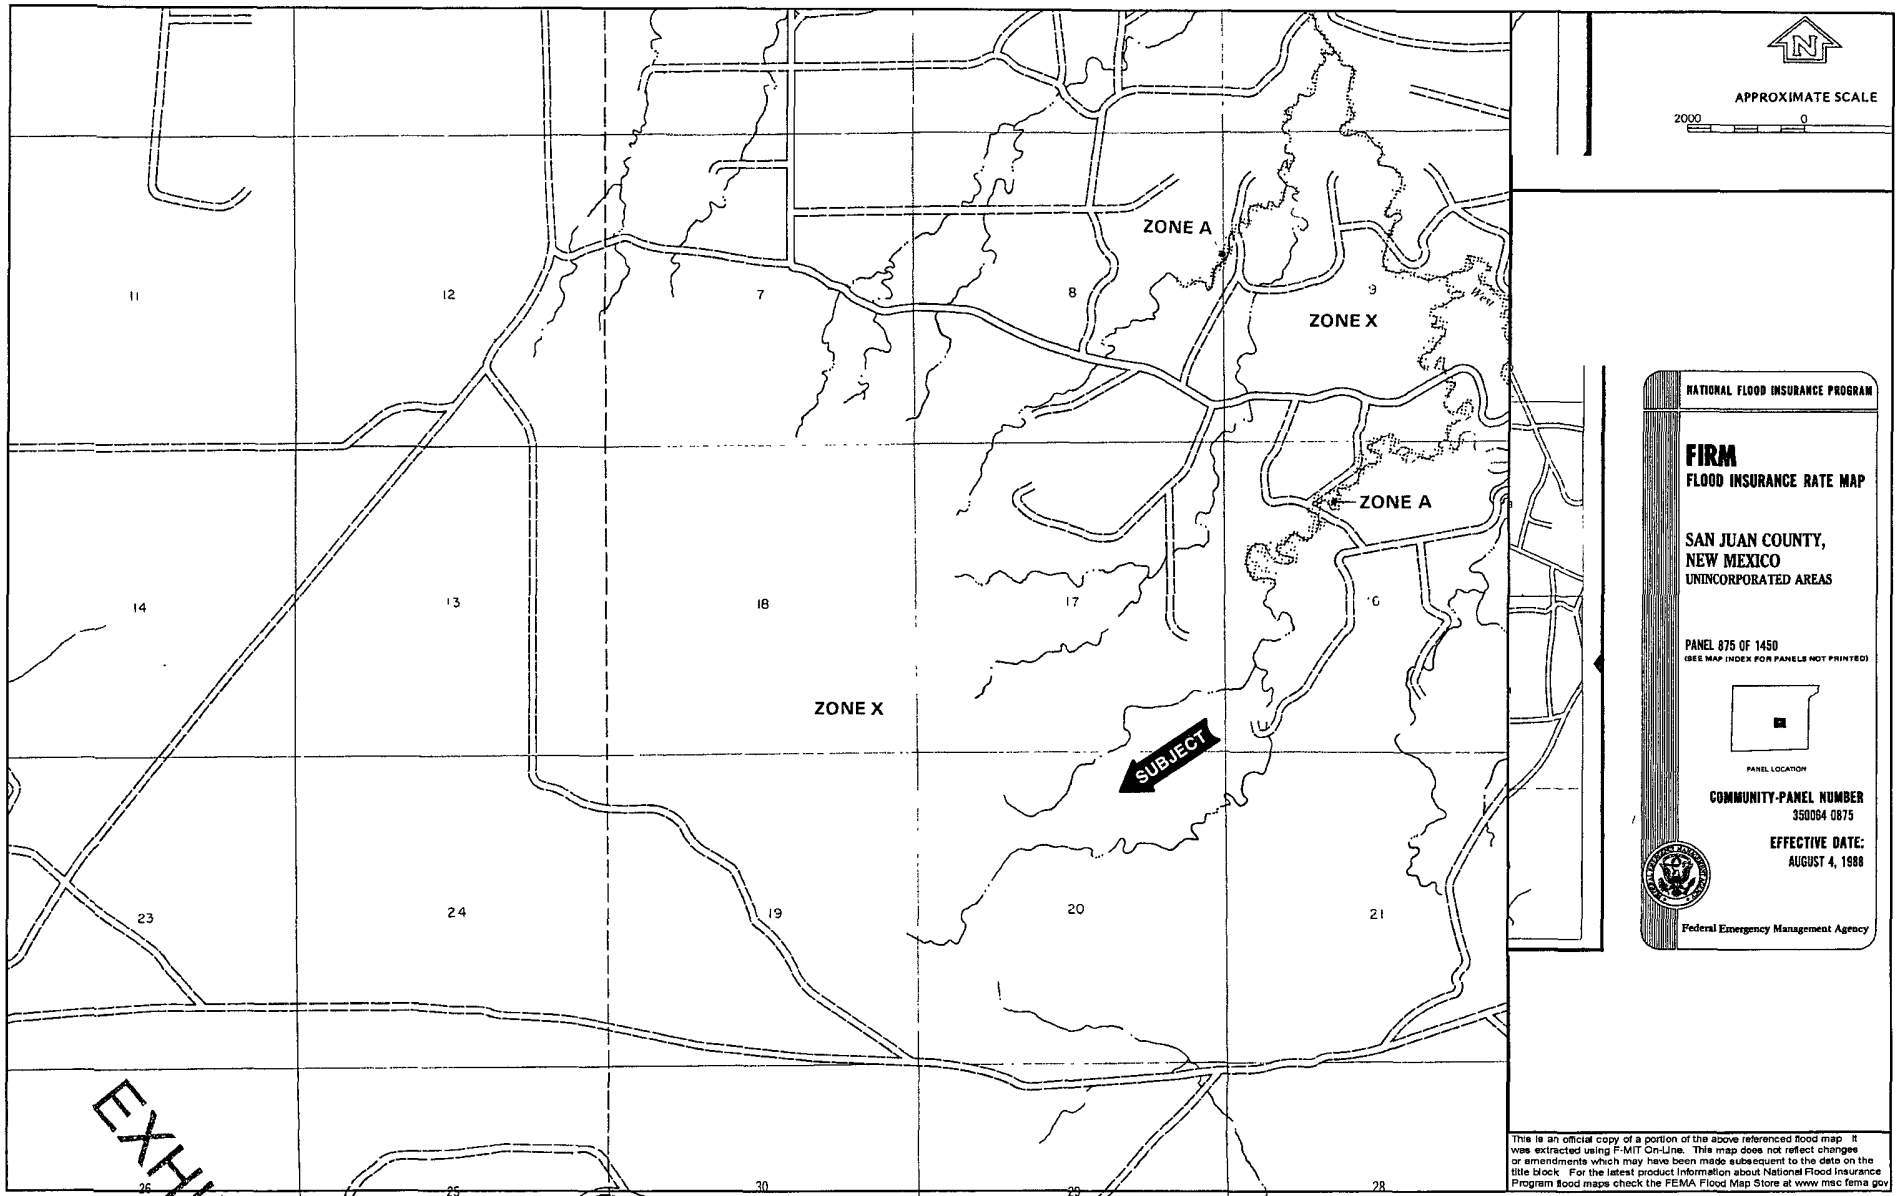 N
APPROXIMATE SCALE
2000 0
ZONE A
11
12
7
8
9
West
ZONE X
NATIONAL FLOOD INSURANCE PROGRAM
FIRM
FLOOD INSURANCE RATE MAP
ZONE A
SAN JUAN COUNTY,
NEW MEXICO
UNINCORPORATED AREAS
14
13
18
17
16
PANEL 875 OF 1450
(SEE MAP INDEX FOR PANELS NOT PRINTED)
ZONE X
SUBJECT
PANEL LOCATION
COMMUNITY-PANEL NUMBER
350064 0875
EFFECTIVE DATE:
AUGUST 4, 1988
23
24
19
20
21
Federal Emergency Management Agency
This is an official copy of a portion of the above referenced flood map It
was extracted using F-MIT On-Line. This map does not reflect changes
or amendments which may have been made subsequent to the date on the
title block For the latest product information about National Flood Insurance
Program flood maps check the FEMA Flood Map Store at www msc fema gov
26
25
30
29
28